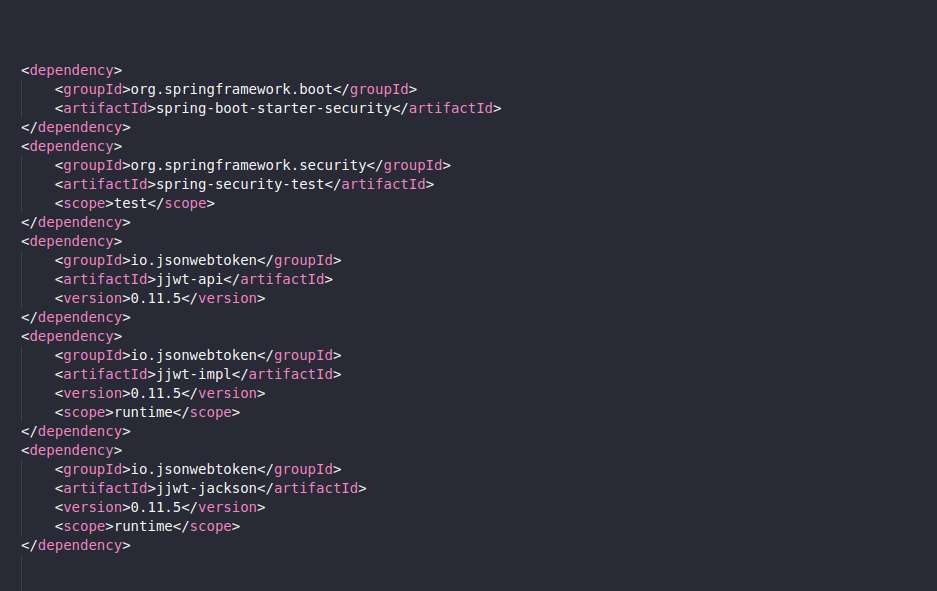 <dependency>
    <groupId>org.springframework.boot</groupId>
    <artifactId>spring-boot-starter-security</artifactId>
</dependency>
<dependency>
    <groupId>org.springframework.security</groupId>
    <artifactId>spring-security-test</artifactId>
    <scope>test</scope>
</dependency>
<dependency>
    <groupId>io.jsonwebtoken</groupId>
    <artifactId>jjwt-api</artifactId>
    <version>0.11.5</version>
</dependency>
<dependency>
    <groupId>io.jsonwebtoken</groupId>
    <artifactId>jjwt-impl</artifactId>
    <version>0.11.5</version>
    <scope>runtime</scope>
</dependency>
<dependency>
    <groupId>io.jsonwebtoken</groupId>
    <artifactId>jjwt-jackson</artifactId>
    <version>0.11.5</version>
    <scope>runtime</scope>
</dependency>